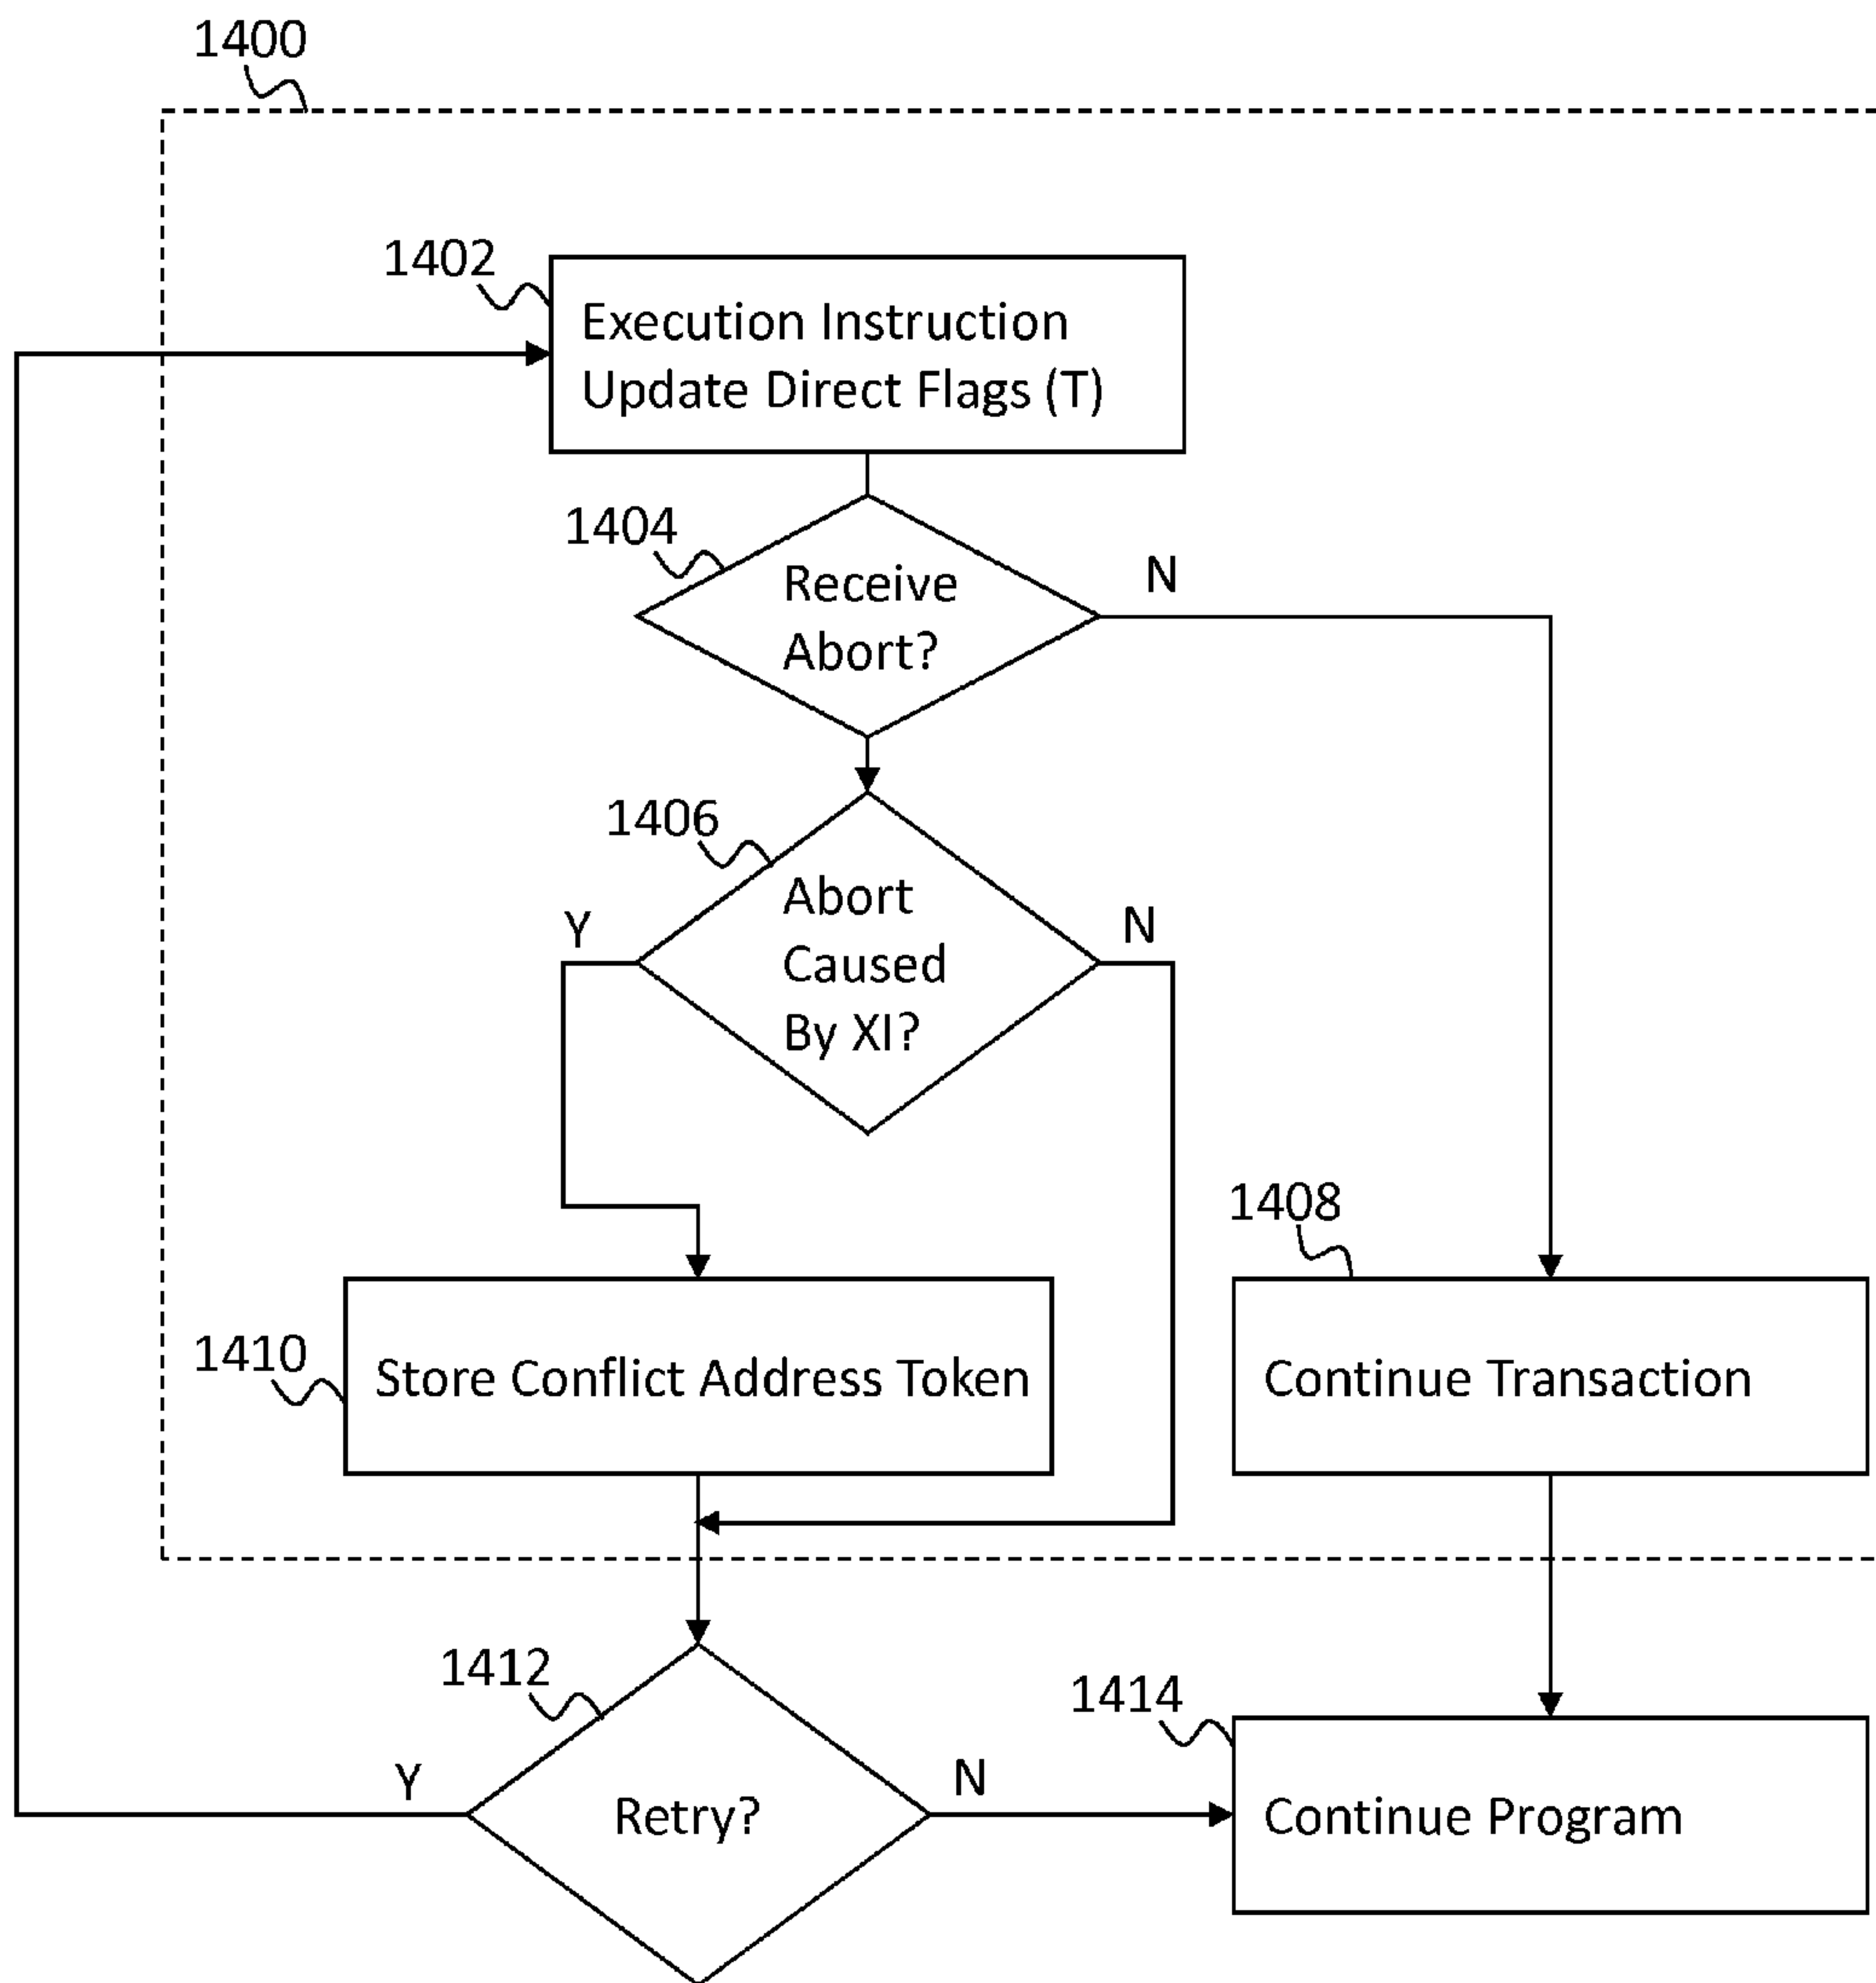 1400
1402
Execution Instruction
Update Direct Flags (T)
1404
Receive
Abort?
N
1406
Abort
Caused
By XI?
Y
N
1408
1410
Store Conflict Address Token
Continue Transaction
1412
1414
Y
Retry?
N
Continue Program